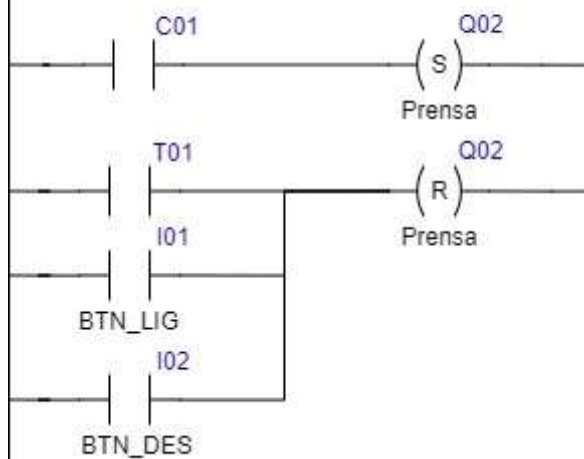 C01 Q02
S
Prensa
T01 Q02
R
I01 Prensa
BTN_LIG
I02
BTN_DES